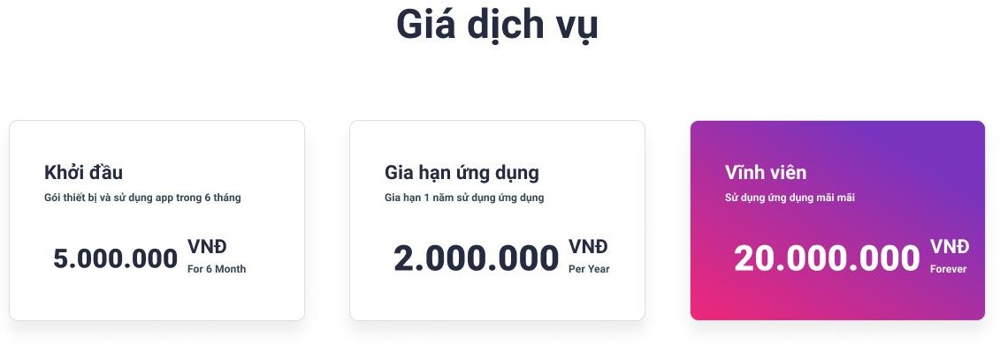 Giá dịch vụ
Khởi đầu
Gói thiết bị và sử dụng app trong 6 tháng
5.000.000 VNĐ
For 6 Month
Gia hạn ứng dụng
Gia hạn 1 năm sử dụng ứng dụng
2.000.000 VNĐ
Per Year
Vĩnh viên
Sử dụng ứng dụng mãi mãi
20.000.000 VNĐ
Forever